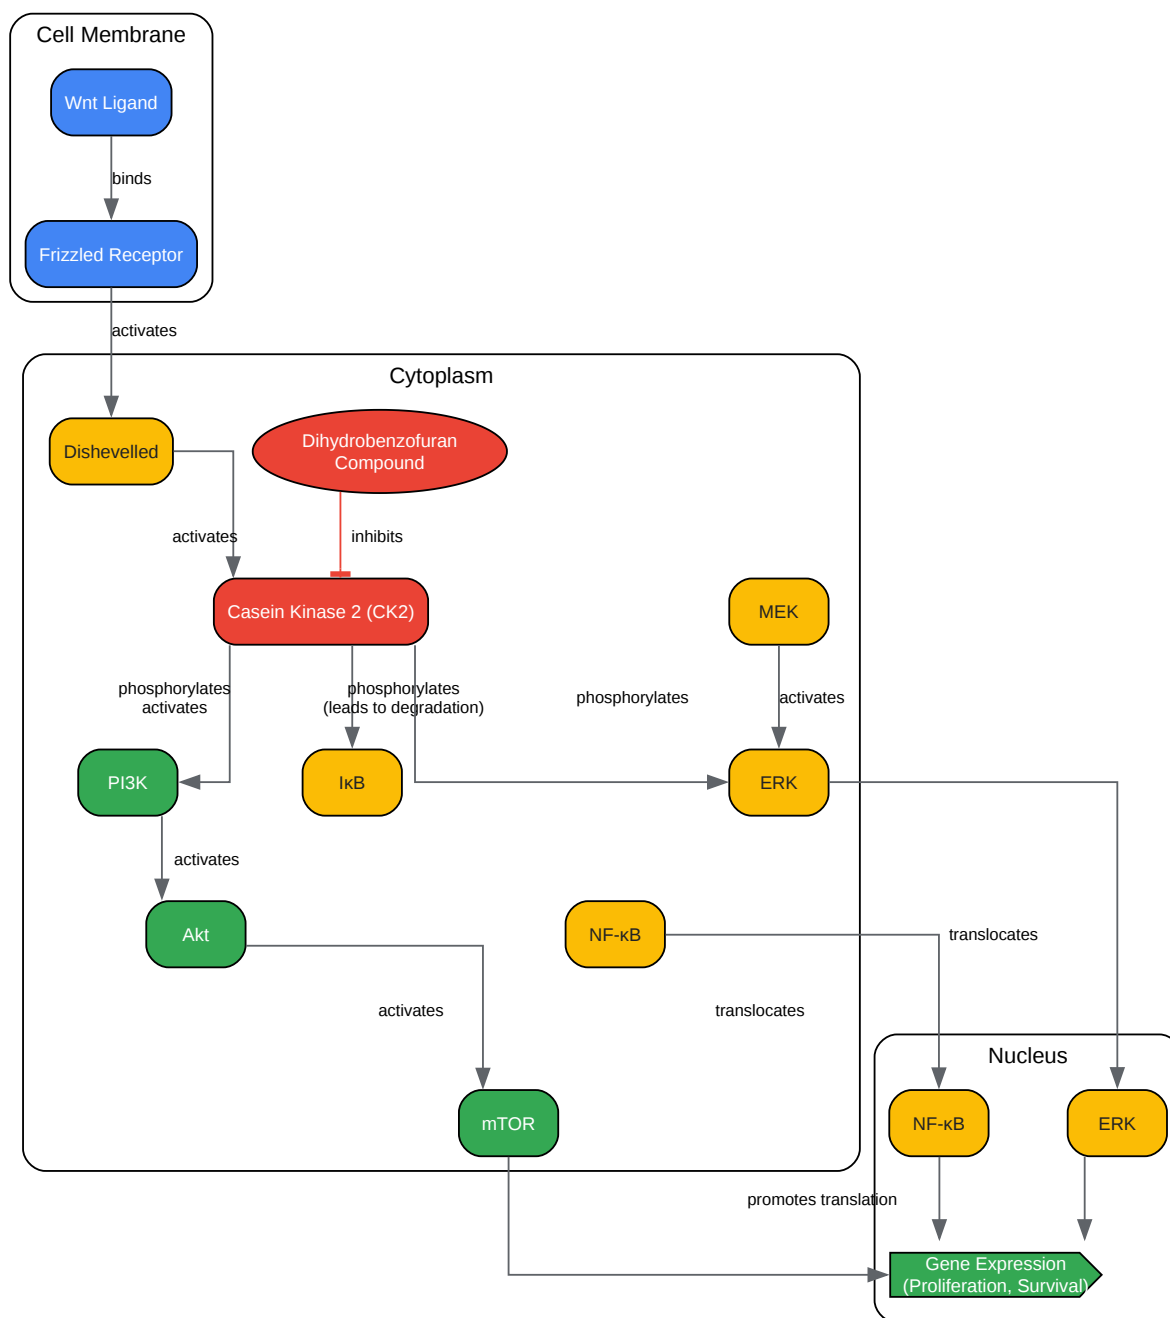 Cell Membrane
Wnt Ligand
binds
Frizzled Receptor
activates
Cytoplasm
Dishevelled
Dihydrobenzofuran
Compound
activates
inhibits
Casein Kinase 2 (CK2)
MEK
phosphorylates
activates
phosphorylates
(leads to degradation)
phosphorylates
activates
PI3K
IκB
ERK
activates
Akt
NF-κB
translocates
activates
translocates
Nucleus
mTOR
NF-κB
ERK
promotes translation
Gene Expression
(Proliferation, Survival)